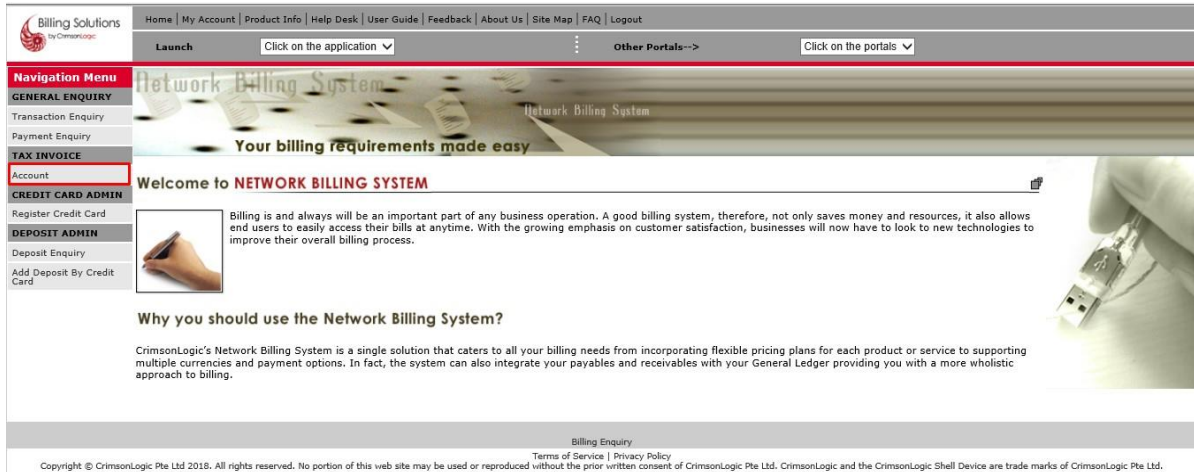 Billing Solutions
by CrimsonLogic
Home | My Account | Product Info | Help Desk | User Guide | Feedback | About Us | Site Map | FAQ | Logout
Launch Click on the application Other Portals--> Click on the portals
Navigation Menu
GENERAL ENQUIRY
Transaction Enquiry
Payment Enquiry
TAX INVOICE
Account
CREDIT CARD ADMIN
Register Credit Card
DEPOSIT ADMIN
Deposit Enquiry
Add Deposit By Credit
Card
Network Billing System
Network Billing System
Your billing requirements made easy
Welcome to NETWORK BILLING SYSTEM
Billing is and always will be an important part of any business operation. A good billing system, therefore, not only saves money and resources, it also allows
end users to easily access their bills at anytime. With the growing emphasis on customer satisfaction, businesses will now have to look to new technologies to
improve their overall billing process.
Why you should use the Network Billing System?
CrimsonLogic's Network Billing System is a single solution that caters to all your billing needs from incorporating flexible pricing plans for each product or service to supporting
multiple currencies and payment options. In fact, the system can also integrate your payables and receivables with your General Ledger providing you with a more wholistic
approach to billing.
Billing Enquiry
Terms of Service | Privacy Policy
Copyright © CrimsonLogic Pte Ltd 2018. All rights reserved. No portion of this web site may be used or reproduced without the prior written consent of CrimsonLogic Pte Ltd. CrimsonLogic and the CrimsonLogic Shell Device are trade marks of CrimsonLogic Pte Ltd.